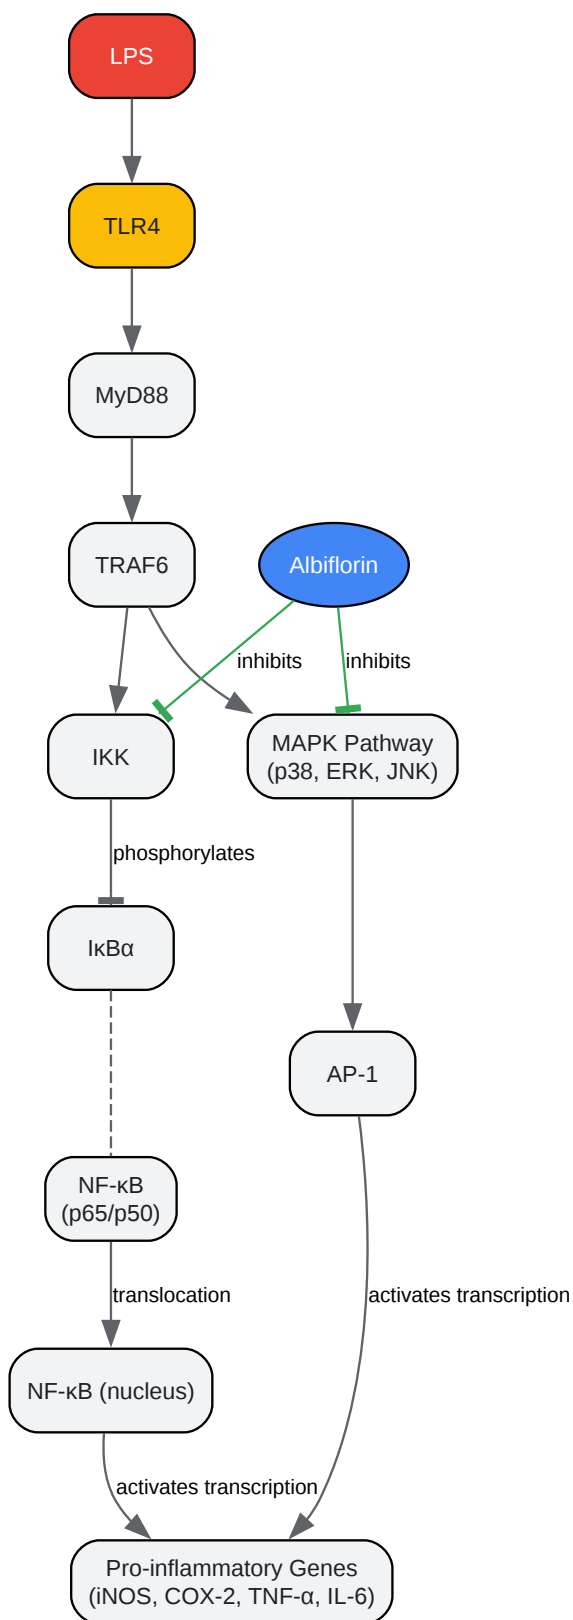 LPS
TLR4
MyD88
TRAF6
Albiflorin
inhibits
inhibits
IKK
MAPK Pathway
(p38, ERK, JNK)
phosphorylates
IκBα
AP-1
NF-κB
(p65/p50)
translocation
activates transcription
NF-κB (nucleus)
activates transcription
Pro-inflammatory Genes
(iNOS, COX-2, TNF-α, IL-6)